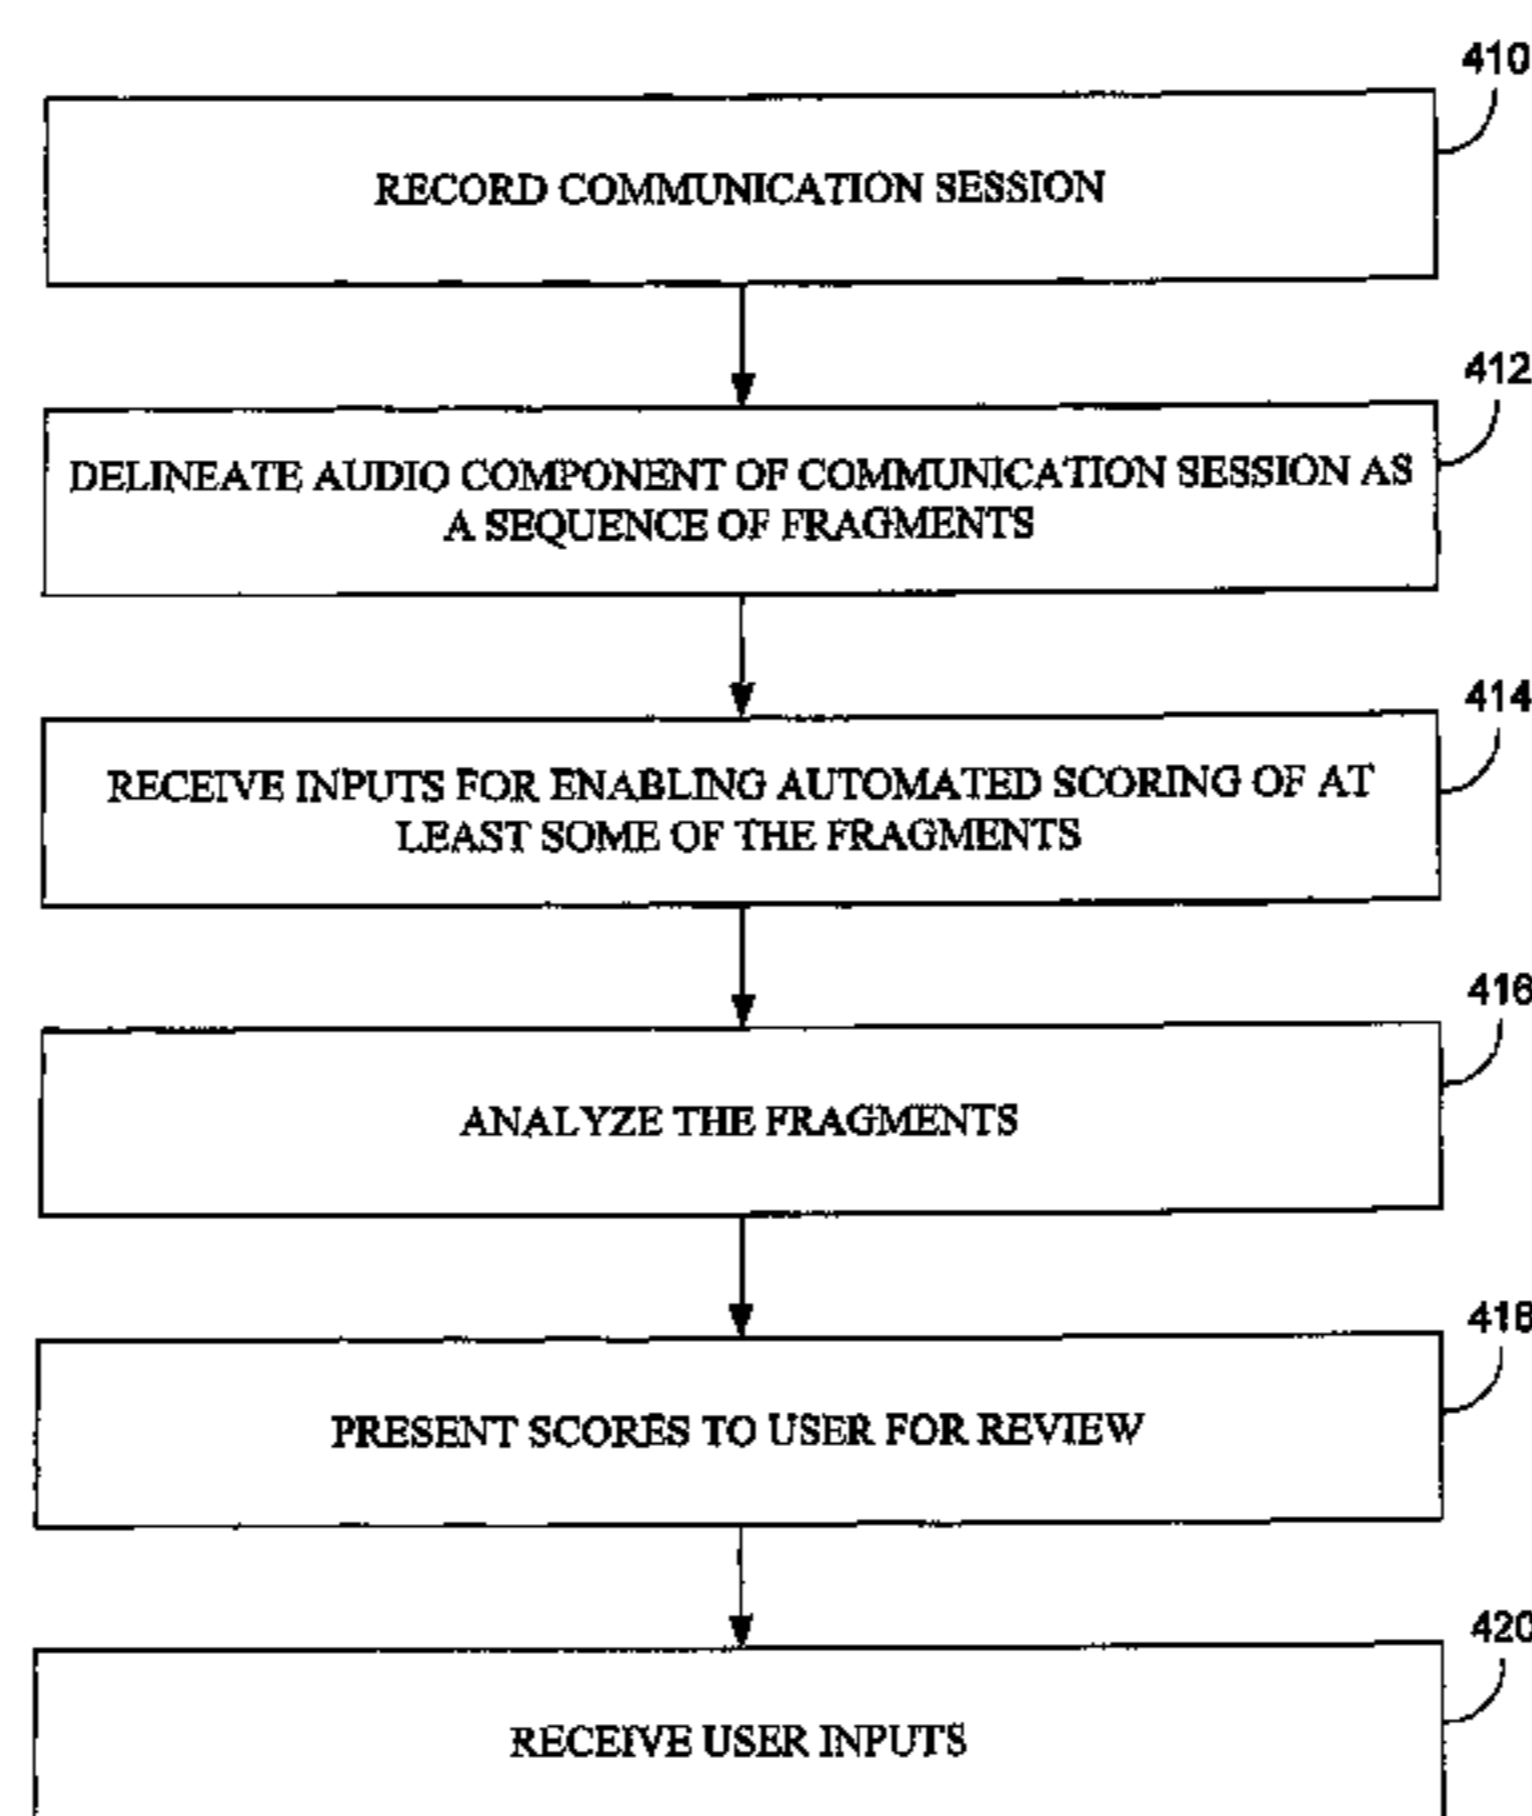 410
RECORD COMMUNICATION SESSION
412
DELINEATE AUDIO COMPONENT OF COMMUNICATION SESSION AS
A SEQUENCE OF FRAGMENTS
414
RECEIVE INPUTS FOR ENABLING AUTOMATED SCORING OF AT
LEAST SOME OF THE FRAGMENTS
416
ANALYZE THE FRAGMENTS
418
PRESENT SCORES TO USER FOR REVIEW
420
RECEIVE USER INPUTS